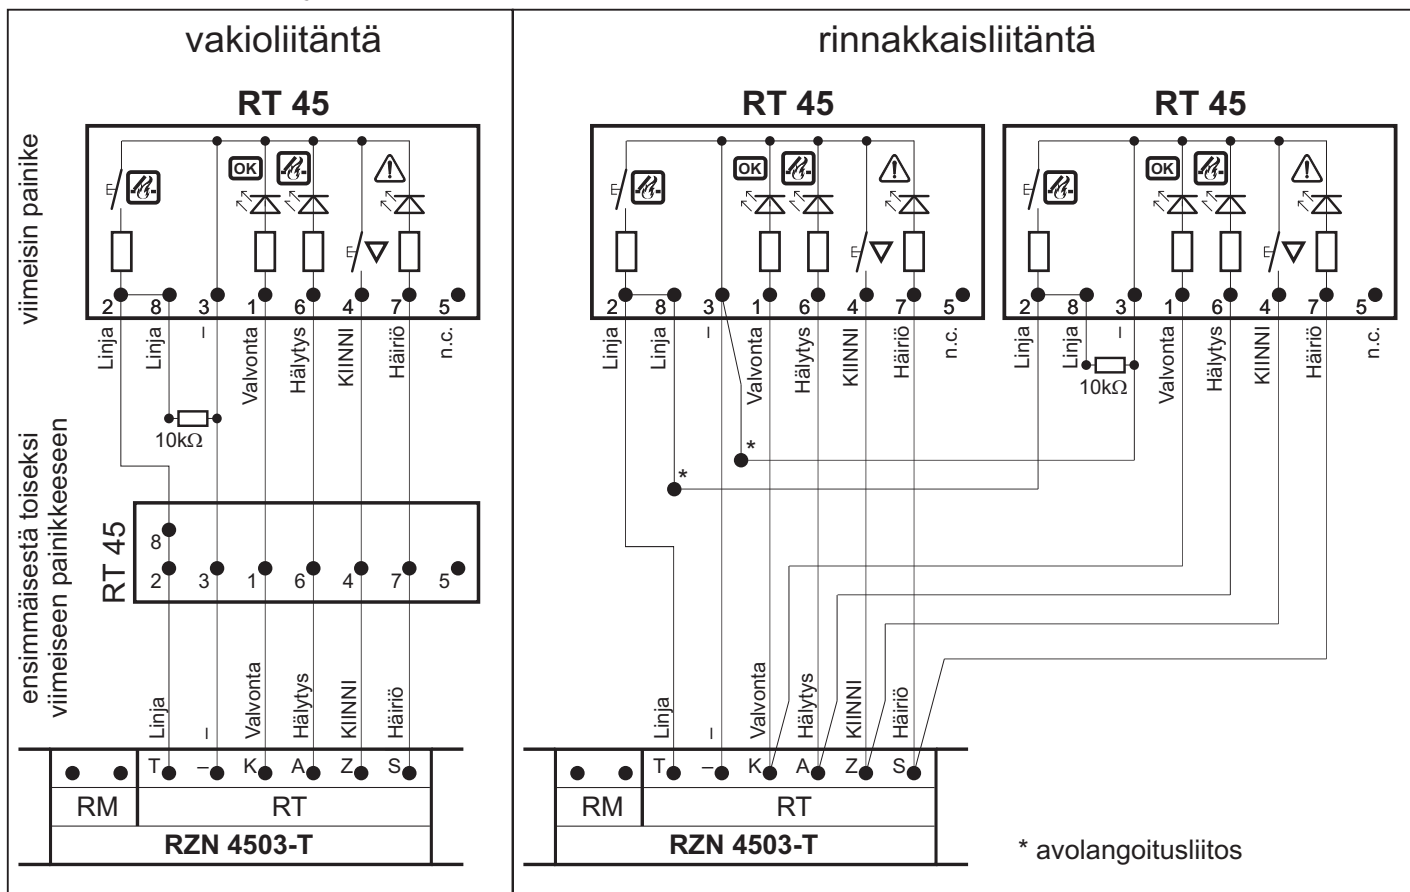 vakioliitäntä
RT 45
viimeisin painike
OK
2 8 3 1 6 4 7 5
Linja
Linja
–
Valvonta
Hälytys
KIINNI
Häiriö
n.c.
10kΩ
ensimmäisestä toiseksi
viimeiseen painikkeeseen
RT 45
8
2 3 1 6 4 7 5
Linja
–
Valvonta
Hälytys
KIINNI
Häiriö
T – K A Z S
RM RT
RZN 4503-T
rinnakkaisliitäntä
RT 45
OK
2 8 3 1 6 4 7 5
Linja
Linja
–
Valvonta
Hälytys
KIINNI
Häiriö
n.c.
RT 45
OK
2 8 3 1 6 4 7 5
Linja
Linja
–
Valvonta
Hälytys
KIINNI
Häiriö
n.c.
10kΩ
*
*
Linja
–
Valvonta
Hälytys
KIINNI
Häiriö
T – K A Z S
RM RT
RZN 4503-T
* avolangoitusliitos